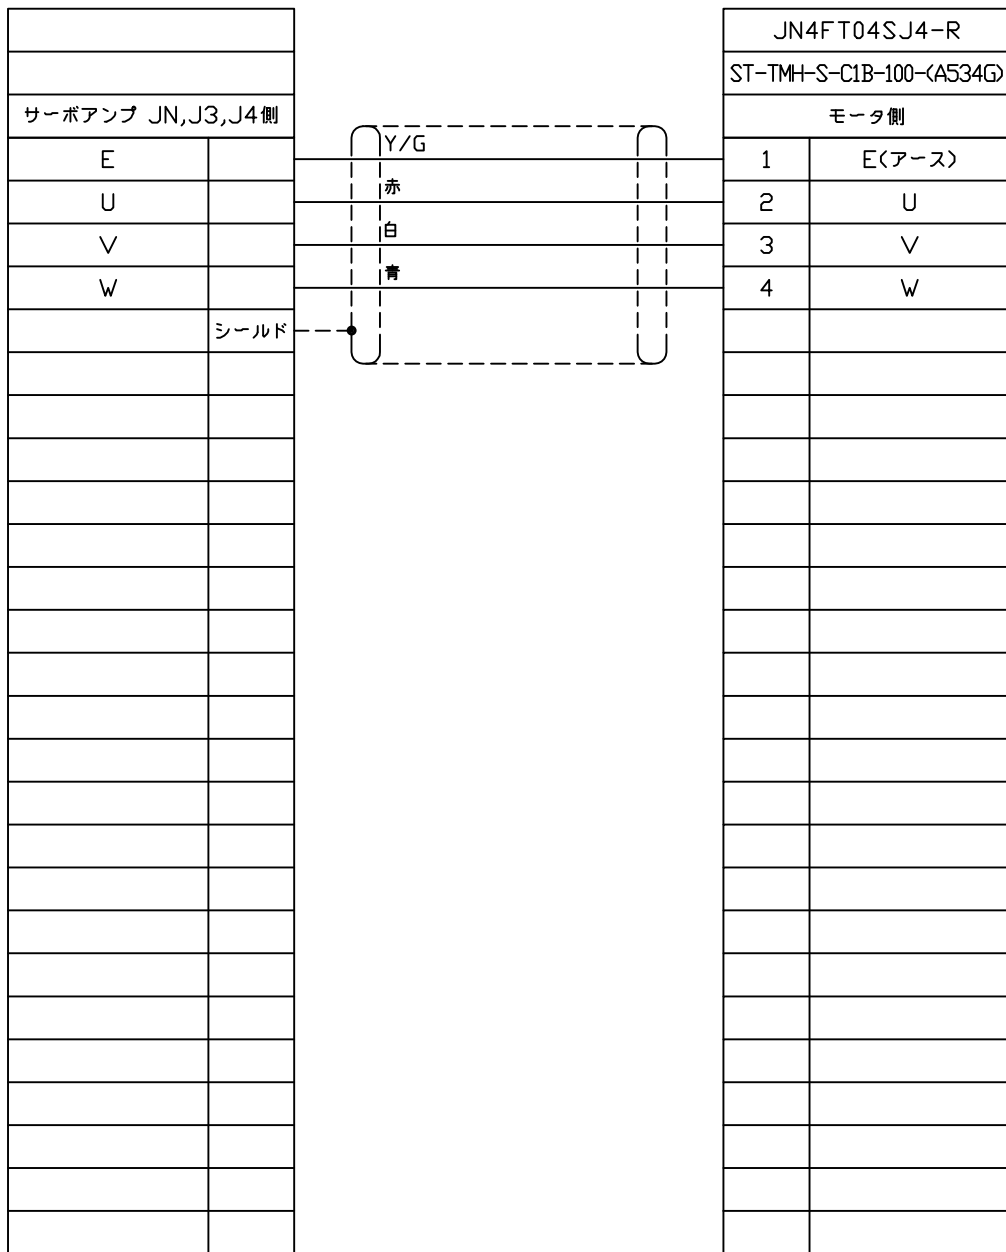 JN4FT04SJ4-R
ST-TMH-S-C1B-100-(A534G)
サーボアンプ JN,J3,J4側
モータ側
E Y/G 1 E(アース)
U 赤 2 U
V 白 3 V
W 青 4 W
シールド